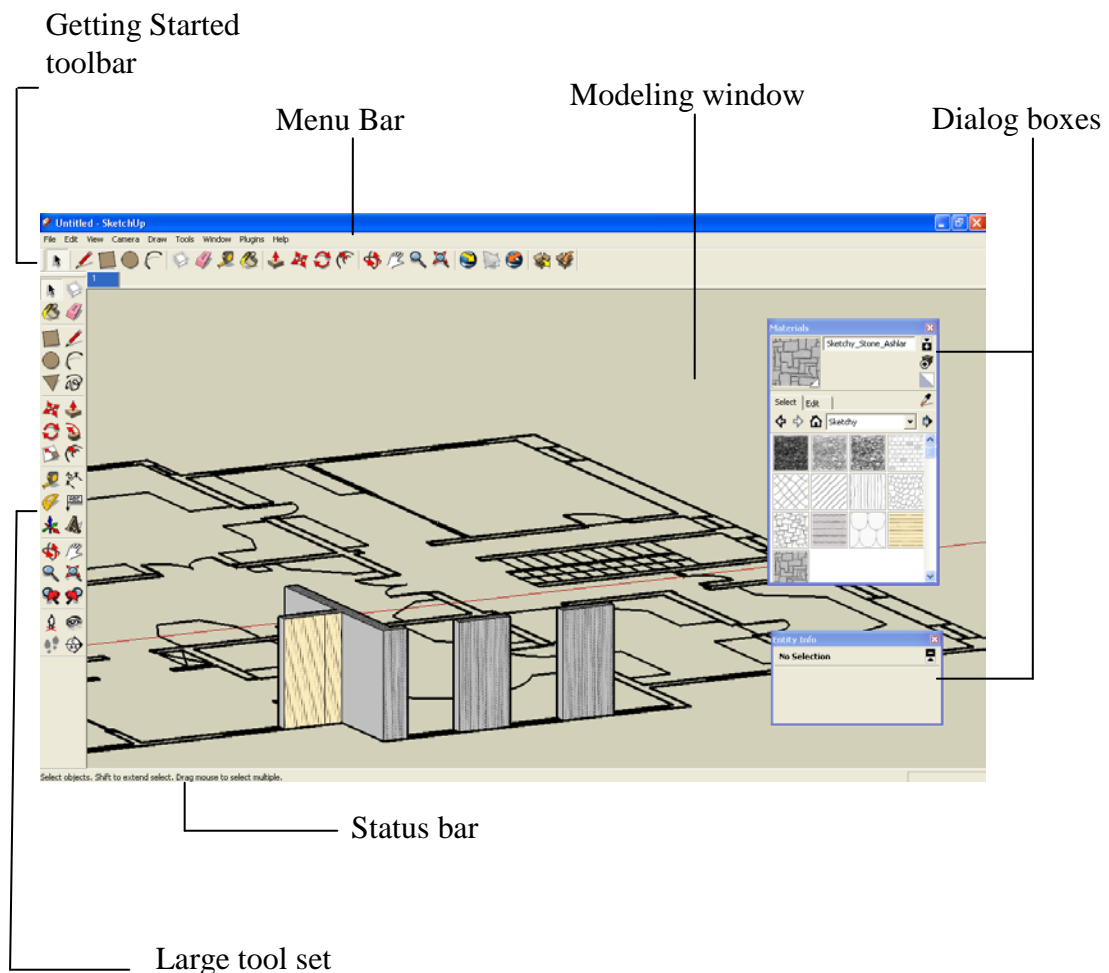 Getting Started
toolbar
Modeling window
Menu Bar
Dialog boxes
Untitled - SketchUp
File Edit View Camera Draw Tools Window Plugins Help
1
Materials
Sketchy_Stone_Ashlar
Select Edit
Sketchy
ABC
Entity Info
No Selection
Select objects. Shift to extend select. Drag mouse to select multiple.
Status bar
Large tool set